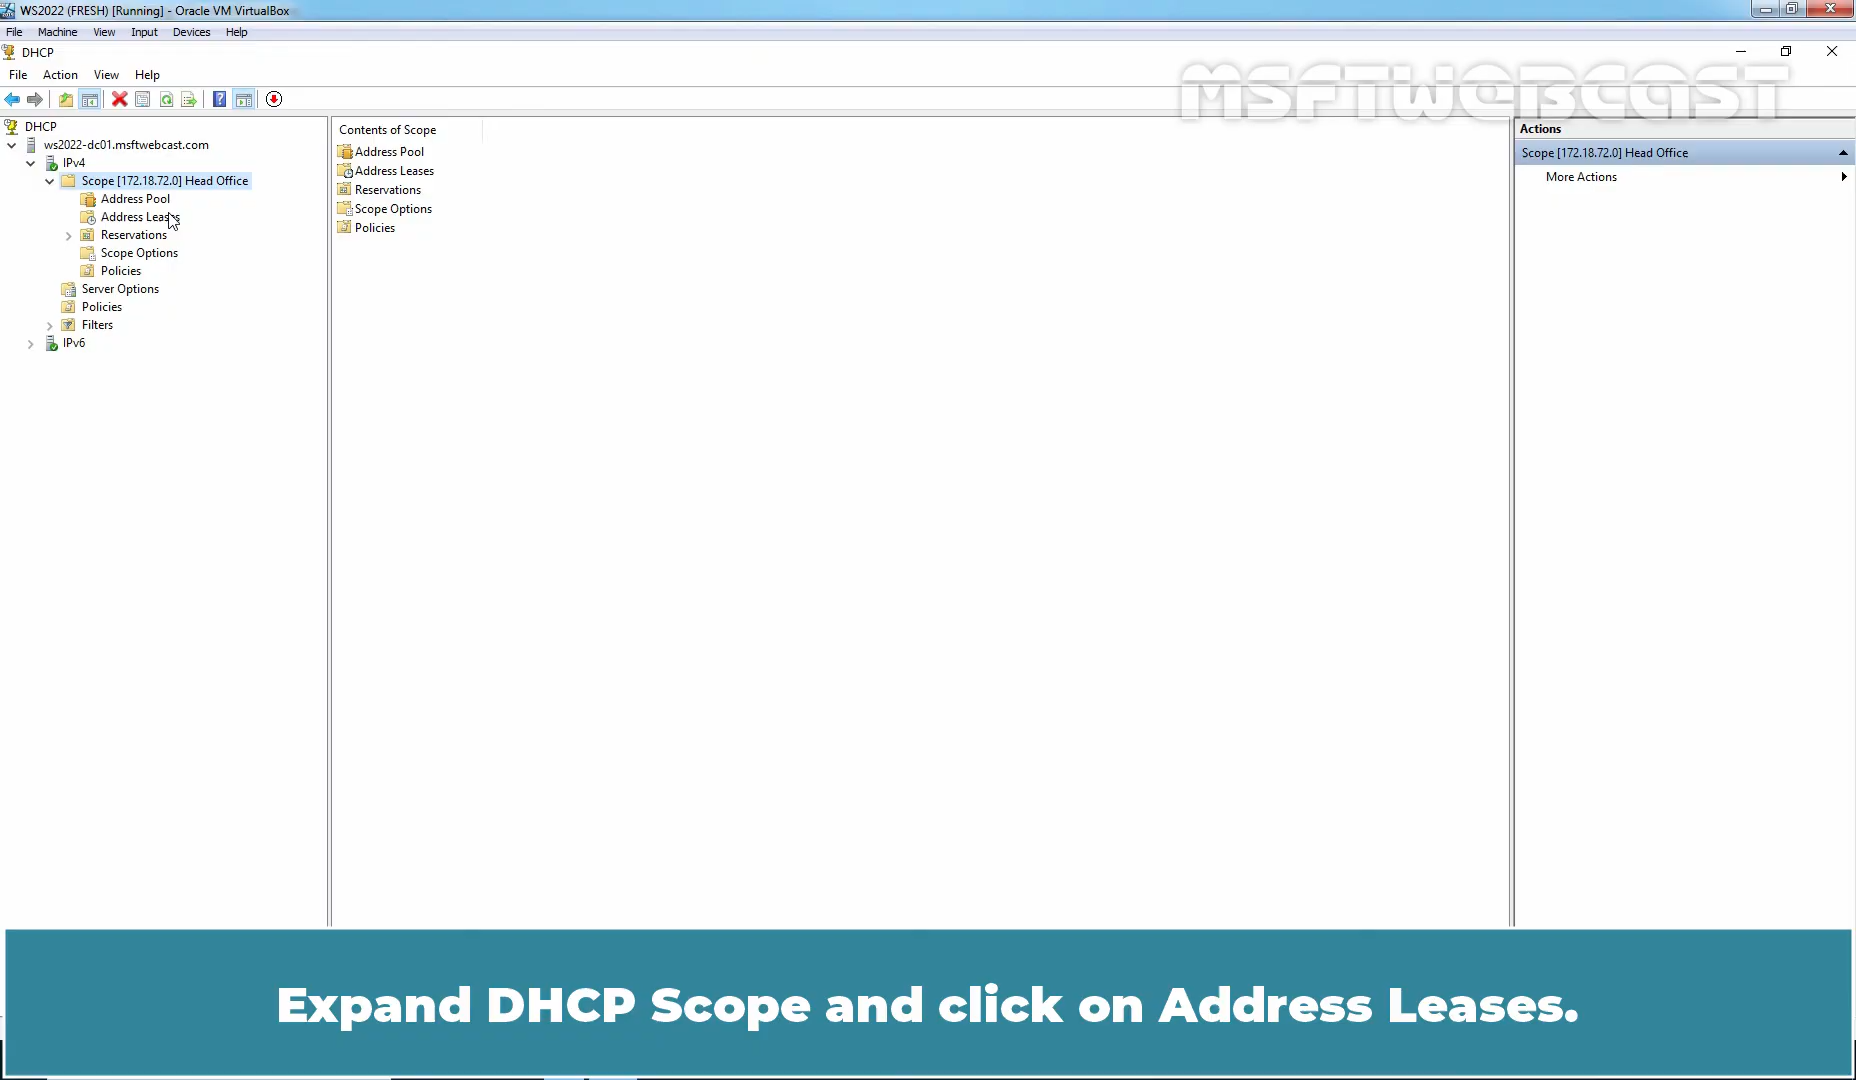 WS2022 (FRESH) [Running] - Oracle VM VirtualBox
File Machine View Input Devices Help
DHCP
File Action View Help
MSFTWEBCAST
DHCP
ws2022-dc01.msftwebcast.com
IPv4
Scope [172.18.72.0] Head Office
Address Pool
Address Leases
Reservations
Scope Options
Policies
Server Options
Policies
Filters
IPv6
Contents of Scope
Address Pool
Address Leases
Reservations
Scope Options
Policies
Actions
Scope [172.18.72.0] Head Office
More Actions
Expand DHCP Scope and click on Address Leases.